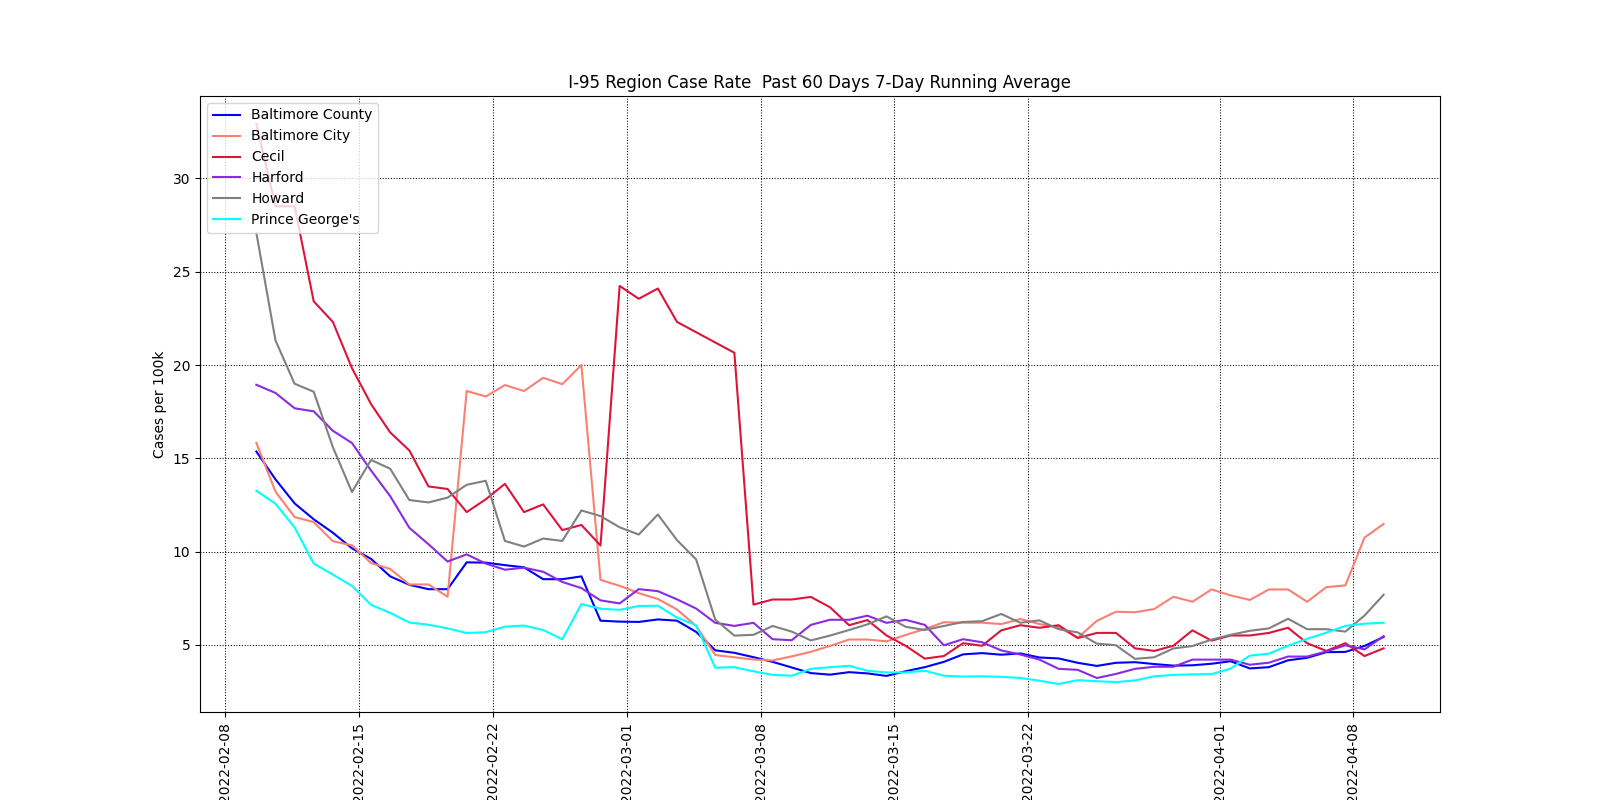 I-95 Region Case Rate  Past 60 Days 7-Day Running Average
Baltimore County
Baltimore City
Cecil
Harford
Howard
Prince George's
Cases per 100k
30
25
20
15
10
5
2022-02-08
2022-02-15
2022-02-22
2022-03-01
2022-03-08
2022-03-15
2022-03-22
2022-04-01
2022-04-08